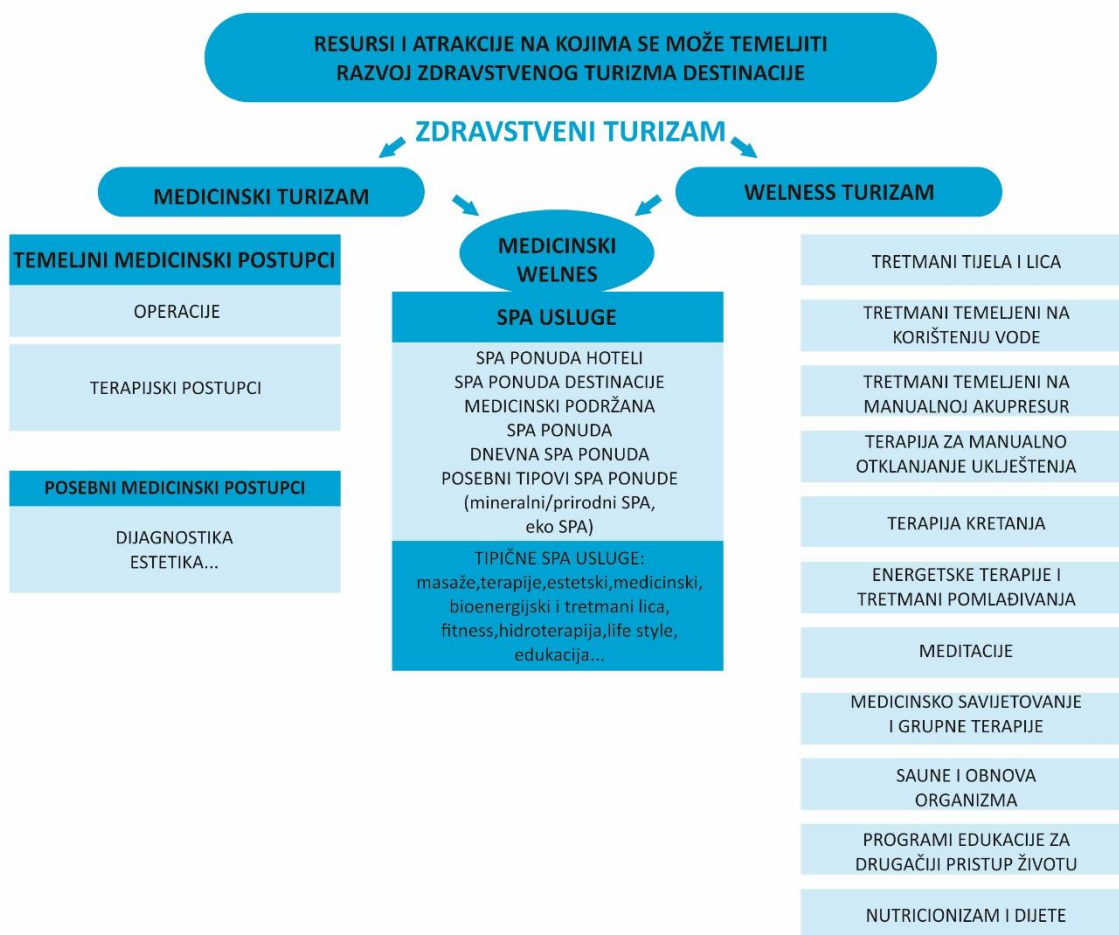 RESURSI I ATRAKCIJE NA KOJIMA SE MOŽE TEMELJITI
RAZVOJ ZDRAVSTVENOG TURIZMA DESTINACIJE
ZDRAVSTVENI TURIZAM
MEDICINSKI TURIZAM
WELNESS TURIZAM
MEDICINSKI
WELNES
TEMELJNI MEDICINSKI POSTUPCI
OPERACIJE
TERAPIJSKI POSTUPCI
POSEBNI MEDICINSKI POSTUPCI
DIJAGNOSTIKA
ESTETIKA...
SPA USLUGE
SPA PONUDA HOTELI
SPA PONUDA DESTINACIJE
MEDICINSKI PODRŽANA
SPA PONUDA
DNEVNA SPA PONUDA
POSEBNI TIPOVI SPA PONUDE
(mineralni/prirodni SPA,
eko SPA)
TIPIČNE SPA USLUGE:
masaže,terapije,estetski,medicinski,
bioenergijski i tretmani lica,
fitness,hidroterapija,life style,
edukacija...
TRETMANI TIJELA I LICA
TRETMANI TEMELJENI NA
KORIŠTENJU VODE
TRETMANI TEMELJENI NA
MANUALNOJ AKUPRESUR
TERAPIJA ZA MANUALNO
OTKLANJANJE UKLJEŠTENJA
TERAPIJA KRETANJA
ENERGETSKE TERAPIJE I
TRETMANI POMLAĐIVANJA
MEDITACIJE
MEDICINSKO SAVIJETOVANJE
I GRUPNE TERAPIJE
SAUNE I OBNOVA
ORGANIZMA
PROGRAMI EDUKACIJE ZA
DRUGAČIJI PRISTUP ŽIVOTU
NUTRICIONIZAM I DIJETE